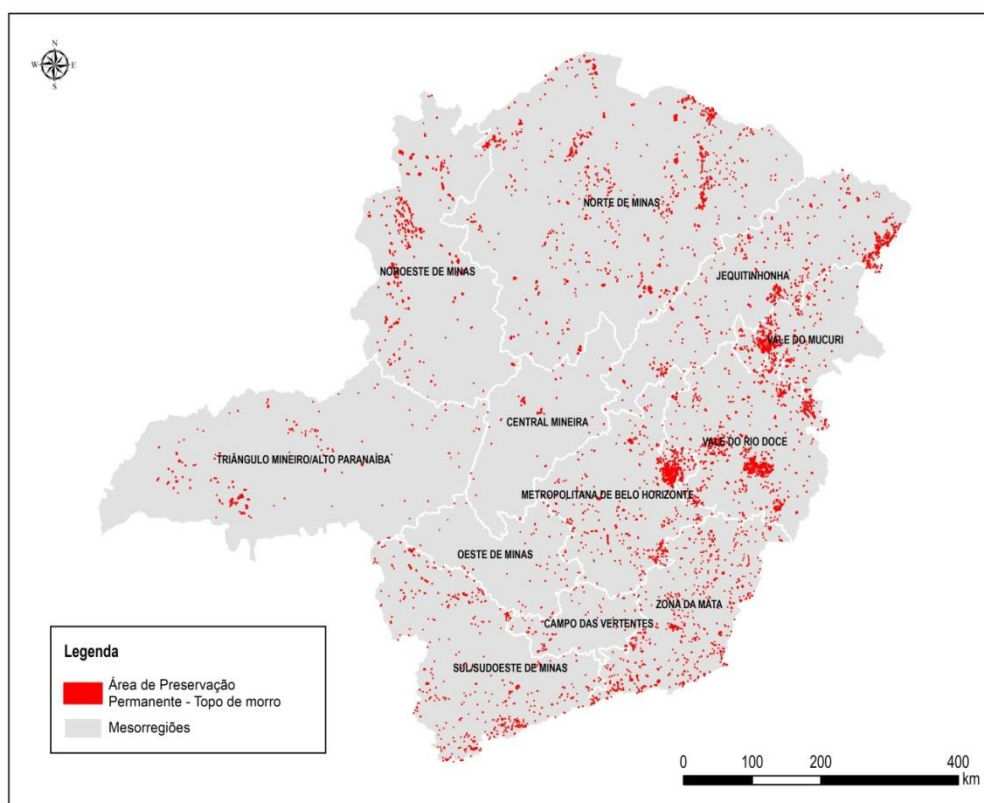 N
W E
S
NORTE DE MINAS
NOROESTE DE MINAS
JEQUITINHONHA
VALE DO MUCURI
CENTRAL MINEIRA
VALE DO RIO DOCE
TRIÂNGULO MINEIRO/ALTO PARANAÍBA
METROPOLITANA DE BELO HORIZONTE
OESTE DE MINAS
ZONA DA MATA
CAMPO DAS VERTENTES
SUL/SUDOESTE DE MINAS
Legenda
Área de Preservação
Permanente - Topo de morro
Mesorregiões
0 100 200 400
km